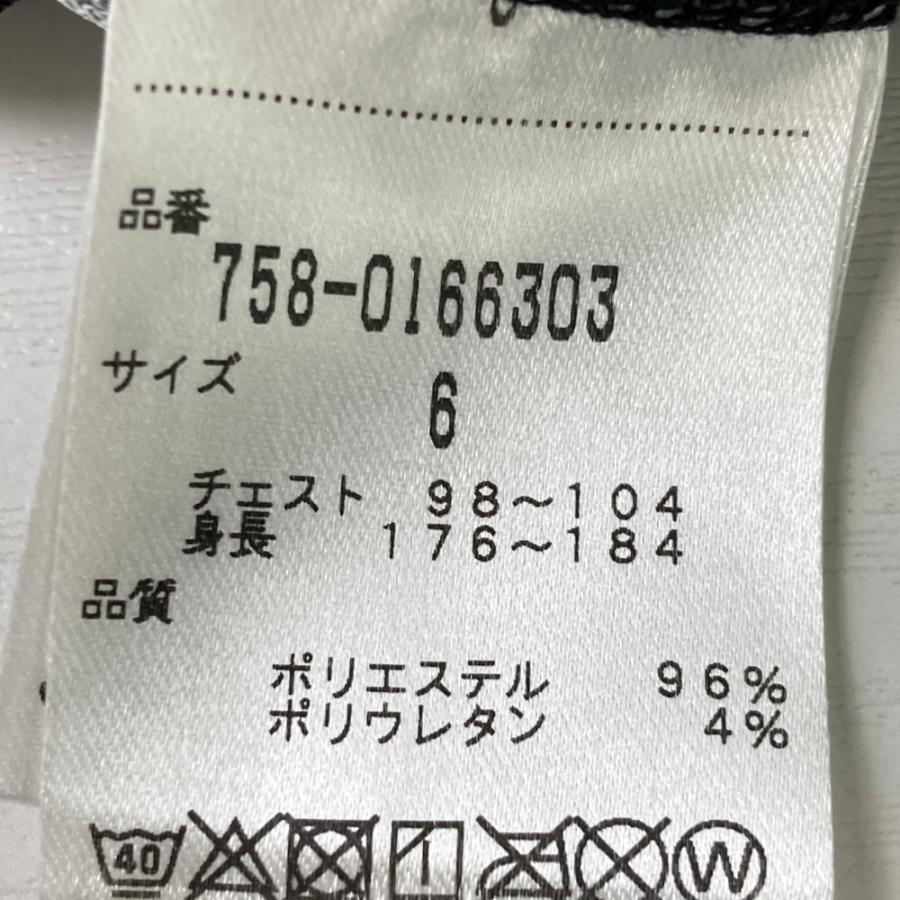 品番
758-0166303
サイズ
6
チェスト 98～104
身長 176～184
品質
ポリエステル 96%
ポリウレタン 4%
40 W